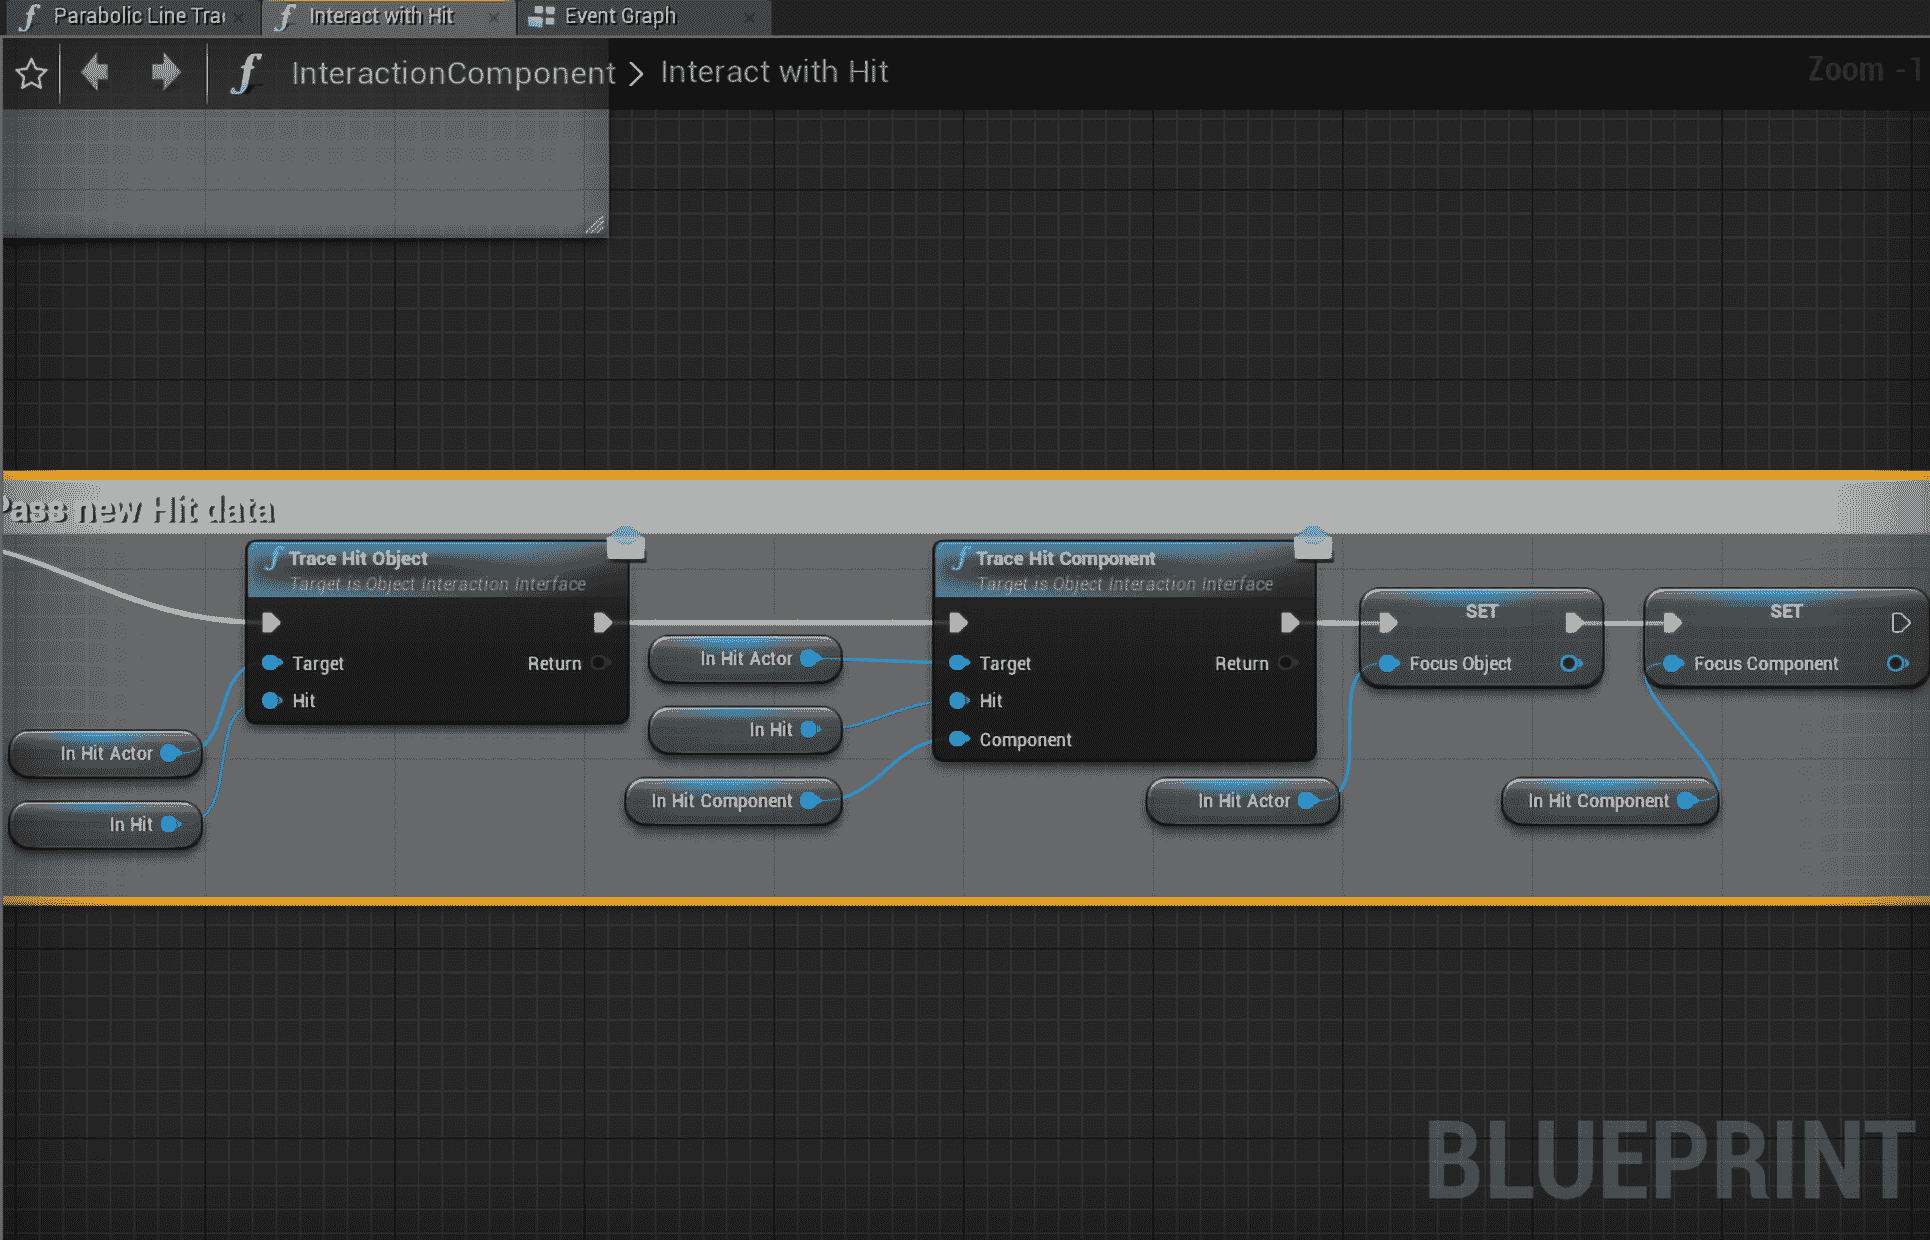 Parabolic Line Tra
Interact with Hit
Event Graph
InteractionComponent > Interact with Hit
Zoom -1
Pass new Hit data
Trace Hit Object
Target is Object Interaction Interface
Target
Return
Hit
In Hit Actor
In Hit
In Hit Actor
In Hit
In Hit Component
Trace Hit Component
Target is Object Interaction Interface
Target
Return
Hit
Component
In Hit Actor
SET
Focus Object
In Hit Component
SET
Focus Component
BLUEPRINT